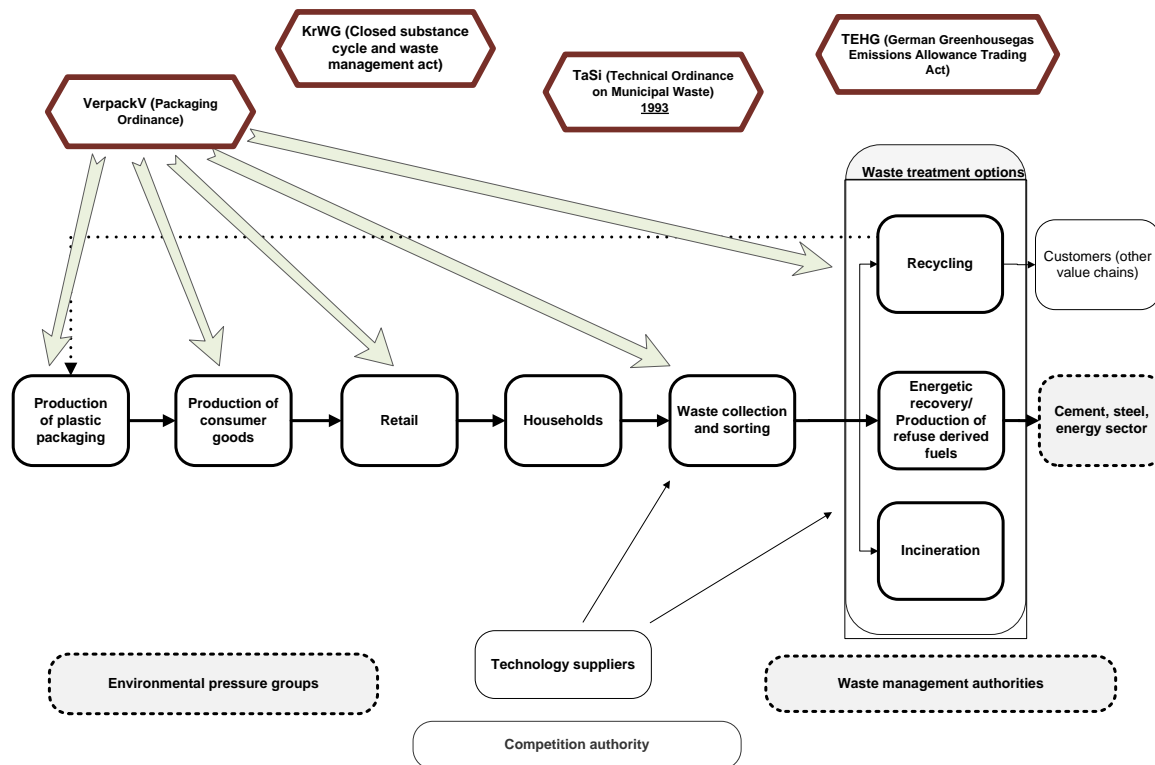 KrWG (Closed substance
cycle and waste
management act)
TEHG (German Greenhousegas
Emissions Allowance Trading
Act)
TaSi (Technical Ordinance
on Municipal Waste)
1993
VerpackV (Packaging
Ordinance)
Waste treatment options
Recycling
Customers (other
value chains)
Production
of plastic
packaging
Production of
consumer
goods
Retail
Households
Waste collection
and sorting
Energetic
recovery/
Production of
refuse derived
fuels
Cement, steel,
energy sector
Incineration
Technology suppliers
Environmental pressure groups
Waste management authorities
Competition authority